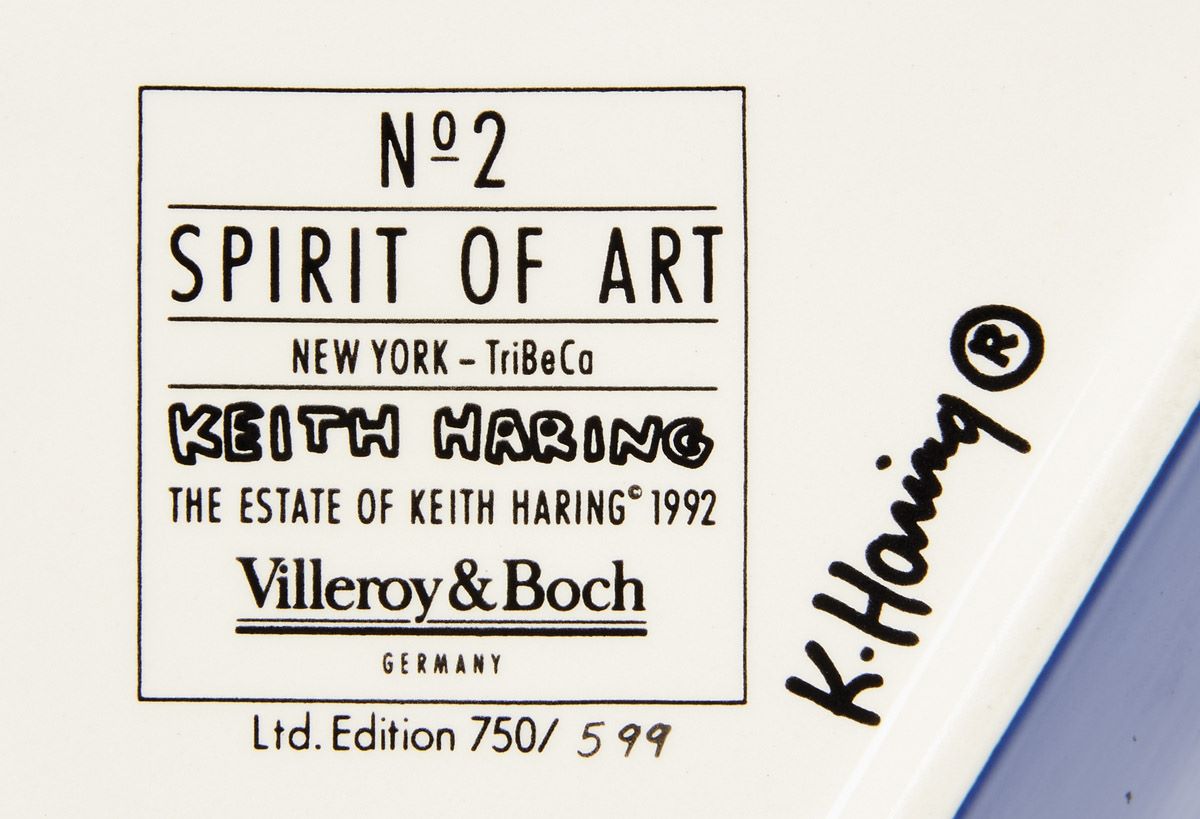 Nº2
SPIRIT OF ART
NEW YORK – TriBeCa
KEITH HARING
THE ESTATE OF KEITH HARING© 1992
Villeroy & Boch
GERMANY
Ltd. Edition 750/ 599
K. Haring ®